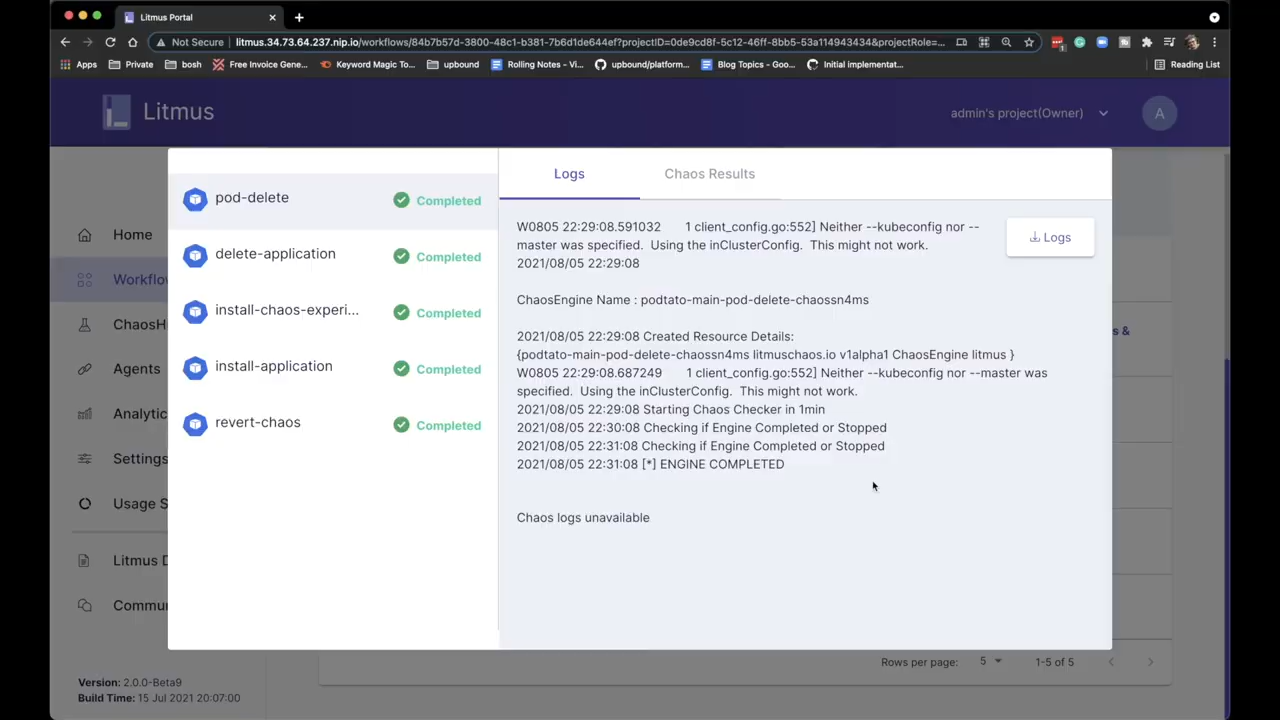 Litmus Portal
Not Secure
litmus.34.73.64.237.nip.io/workflows/84b7b57d-3800-48c1-b381-7b6d1de644ef?projectID=0de9cd8f-5c12-46ff-8bb5-53a114943434&projectRole=...
Apps
Private
bosh
Free Invoice Gene...
Keyword Magic To...
upbound
Rolling Notes - Vi...
upbound/platform...
Blog Topics - Goo...
Initial implementat...
Reading List
Litmus
admin's project(Owner)
A
Home
Workflo
ChaosH
Agents
Analytic
Settings
Usage S
Litmus D
Commu
Version: 2.0.0-Beta9
Build Time: 15 Jul 2021 20:07:00
pod-delete
Completed
delete-application
Completed
install-chaos-experi...
Completed
install-application
Completed
revert-chaos
Completed
Logs
Chaos Results
Logs
W0805 22:29:08.591032 1 client_config.go:552] Neither --kubeconfig nor --
master was specified. Using the inClusterConfig. This might not work.
2021/08/05 22:29:08
ChaosEngine Name : podtato-main-pod-delete-chaossn4ms
2021/08/05 22:29:08 Created Resource Details:
{podtato-main-pod-delete-chaossn4ms litmuschaos.io v1alpha1 ChaosEngine litmus }
W0805 22:29:08.687249 1 client_config.go:552] Neither --kubeconfig nor --master was
specified. Using the inClusterConfig. This might not work.
2021/08/05 22:29:08 Starting Chaos Checker in 1min
2021/08/05 22:30:08 Checking if Engine Completed or Stopped
2021/08/05 22:31:08 Checking if Engine Completed or Stopped
2021/08/05 22:31:08 [*] ENGINE COMPLETED
Chaos logs unavailable
s &
Rows per page:
5
1-5 of 5